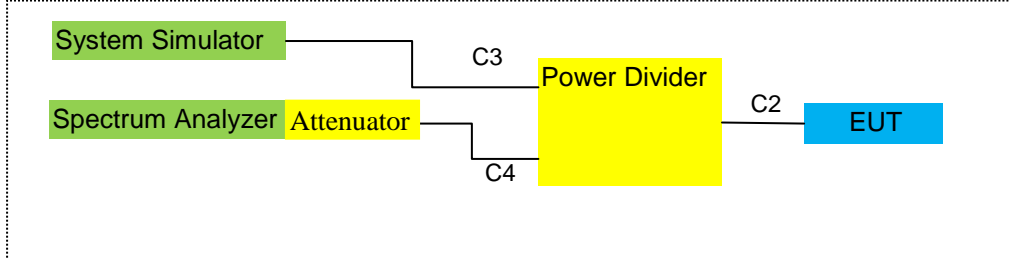 System Simulator
C3
Power Divider
C2
Spectrum Analyzer Attenuator
EUT
C4